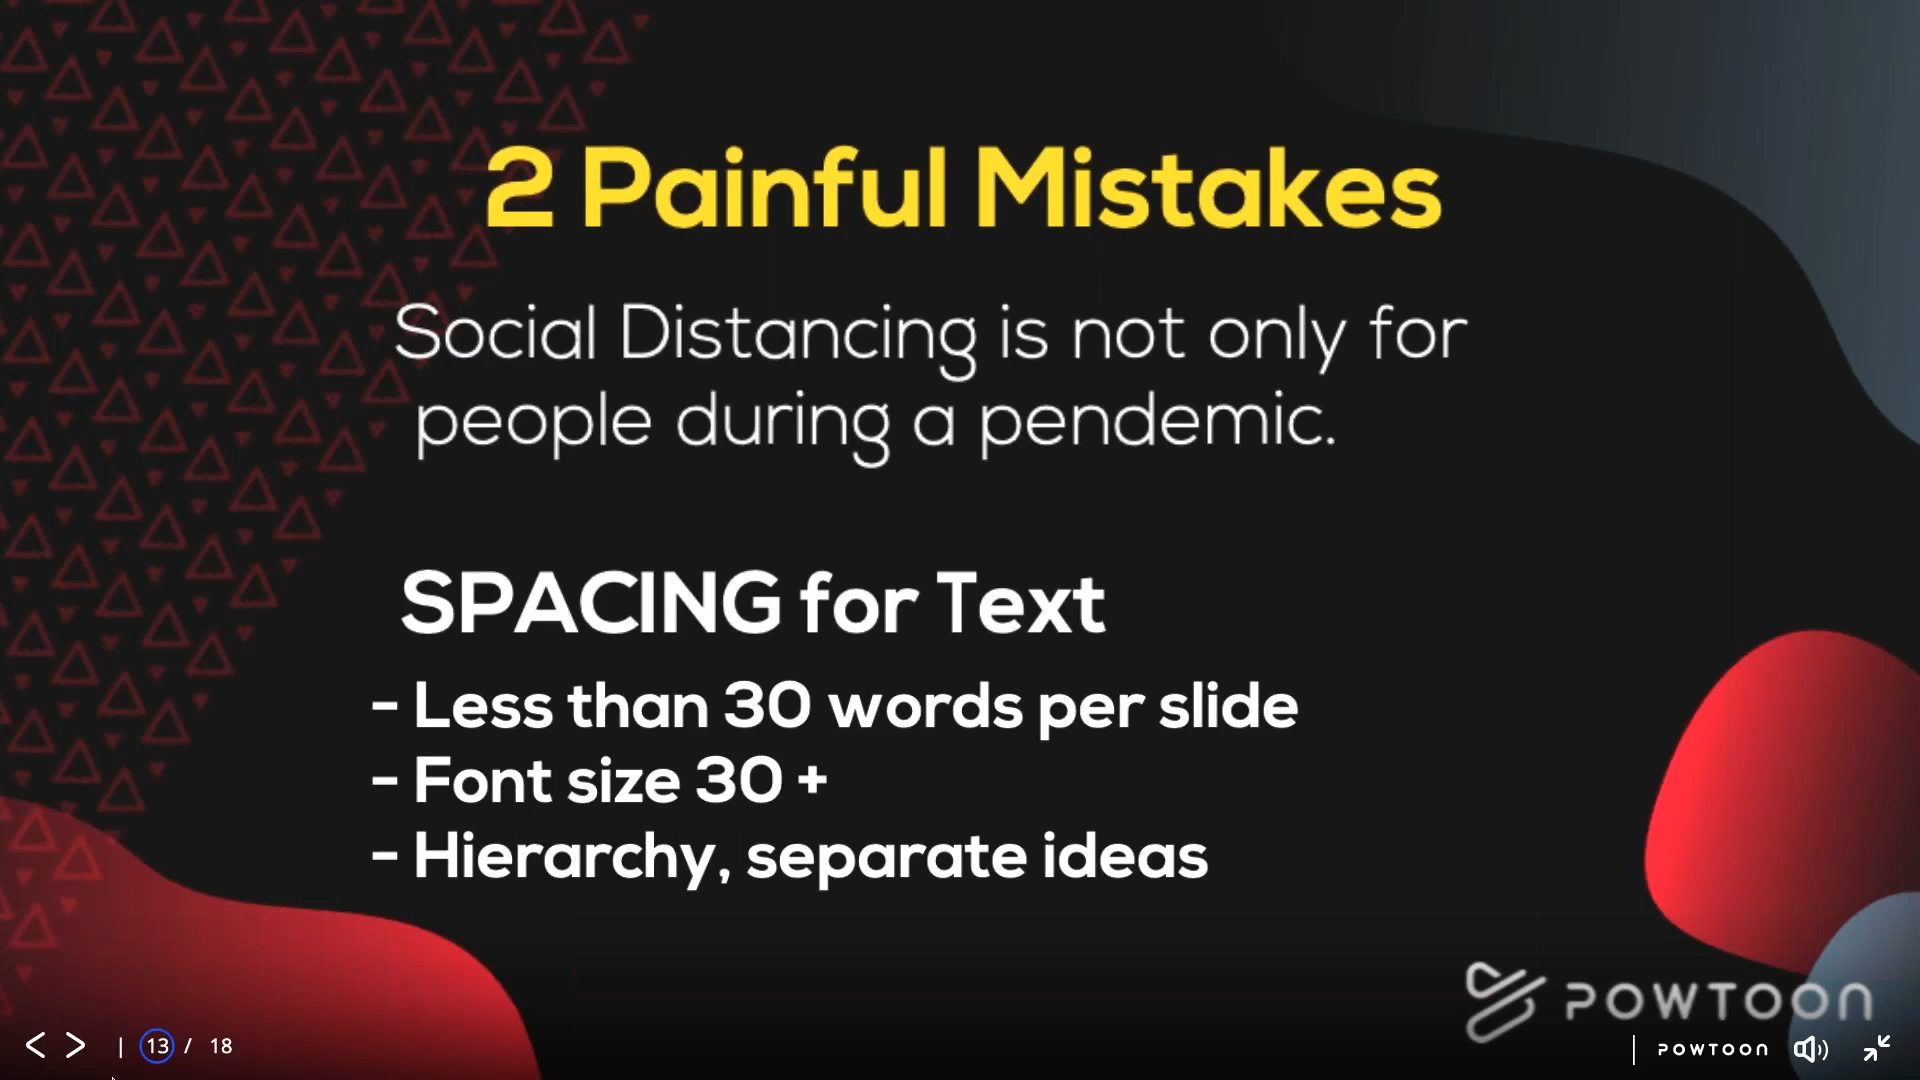 2 Painful Mistakes
Social Distancing is not only for
people during a pendemic.
SPACING for Text
- Less than 30 words per slide
- Font size 30 +
- Hierarchy, separate ideas
POWTOON
< > | 13 / 18
| POWTOON